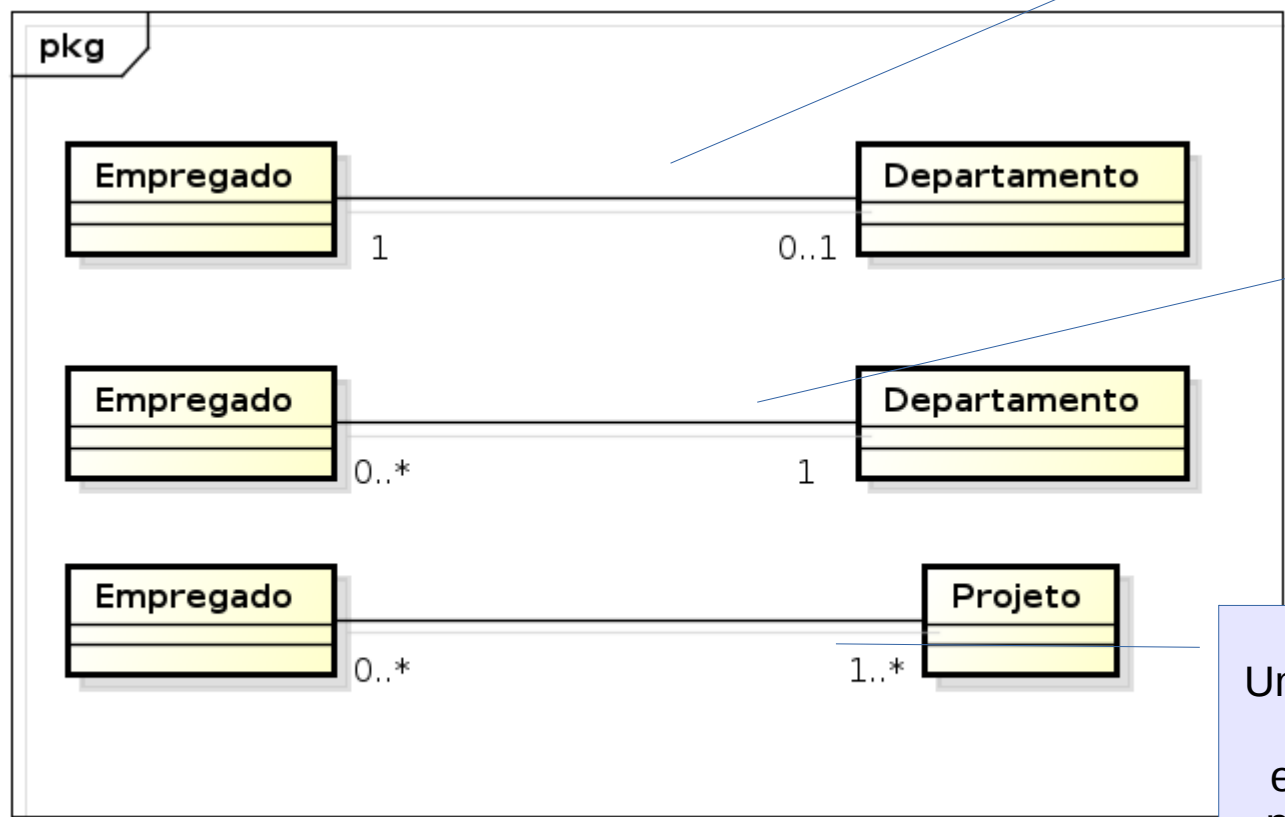 pkg
Empregado Departamento
1 0..1
Empregado Departamento
0..* 1
Empregado Projeto
0..* 1..*